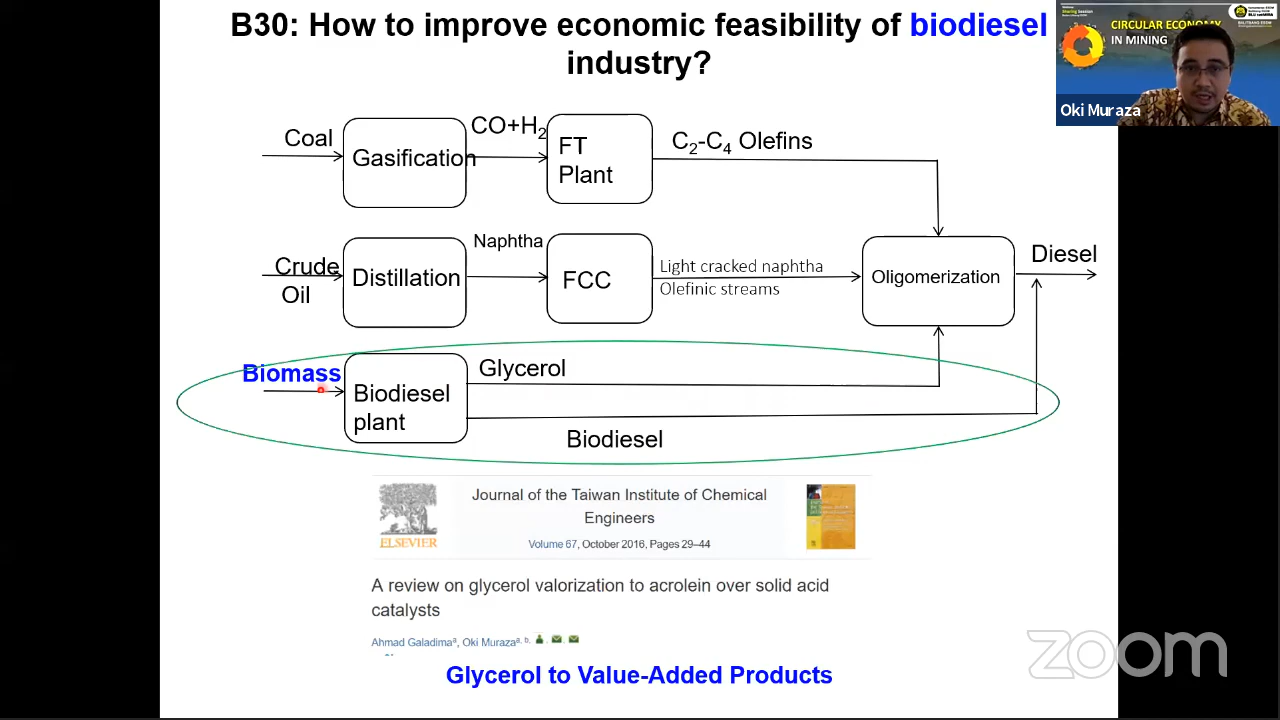 B30: How to improve economic feasibility of biodiesel
industry?
CIRCULAR ECONOMY
IN MINING
Oki Muraza
Coal
Gasification
CO+H2
FT
Plant
C2-C4 Olefins
Crude
Oil
Distillation
Naphtha
FCC
Light cracked naphtha
Olefinic streams
Oligomerization
Diesel
Biomass
Biodiesel
plant
Glycerol
Biodiesel
ELSEVIER
Journal of the Taiwan Institute of Chemical
Engineers
Volume 67, October 2016, Pages 29–44
A review on glycerol valorization to acrolein over solid acid
catalysts
Ahmad Galadima a, Oki Muraza a, b,
Glycerol to Value-Added Products
zoom